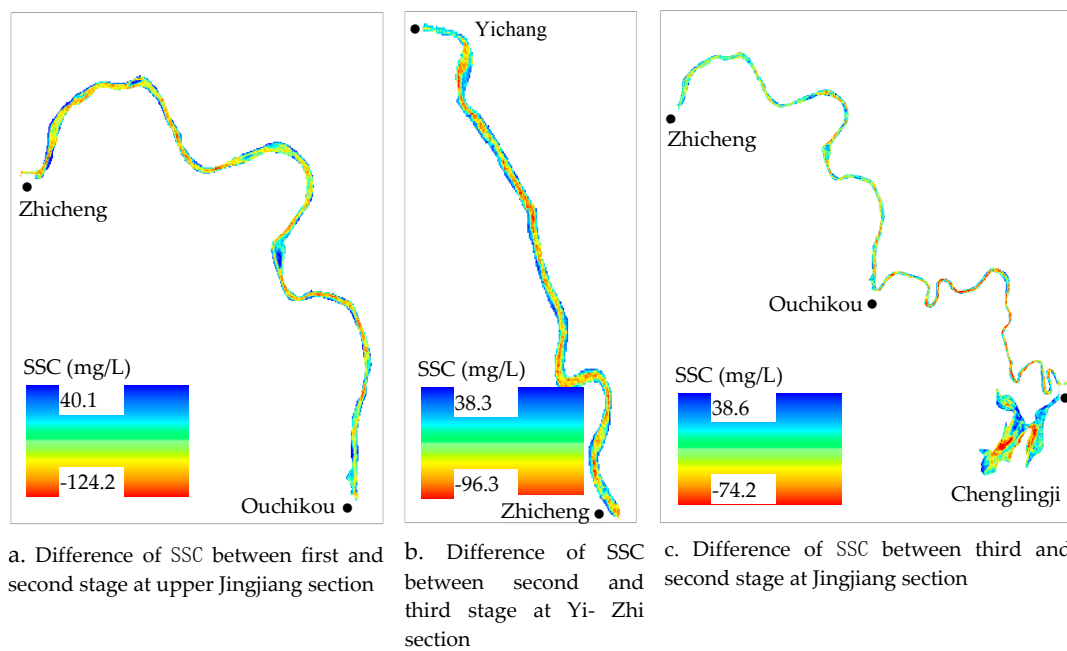 Zhicheng
SSC (mg/L)
40.1
-124.2
Ouchikou
a. Difference of SSC between first and
second stage at upper Jingjiang section
Yichang
38.3
-96.3
Zhicheng
b. Difference of SSC
between second and
third stage at Yi- Zhi
section
Zhicheng
Ouchikou
SSC (mg/L)
38.6
-74.2
Chenglingji
c. Difference of SSC between third and
second stage at Jingjiang section